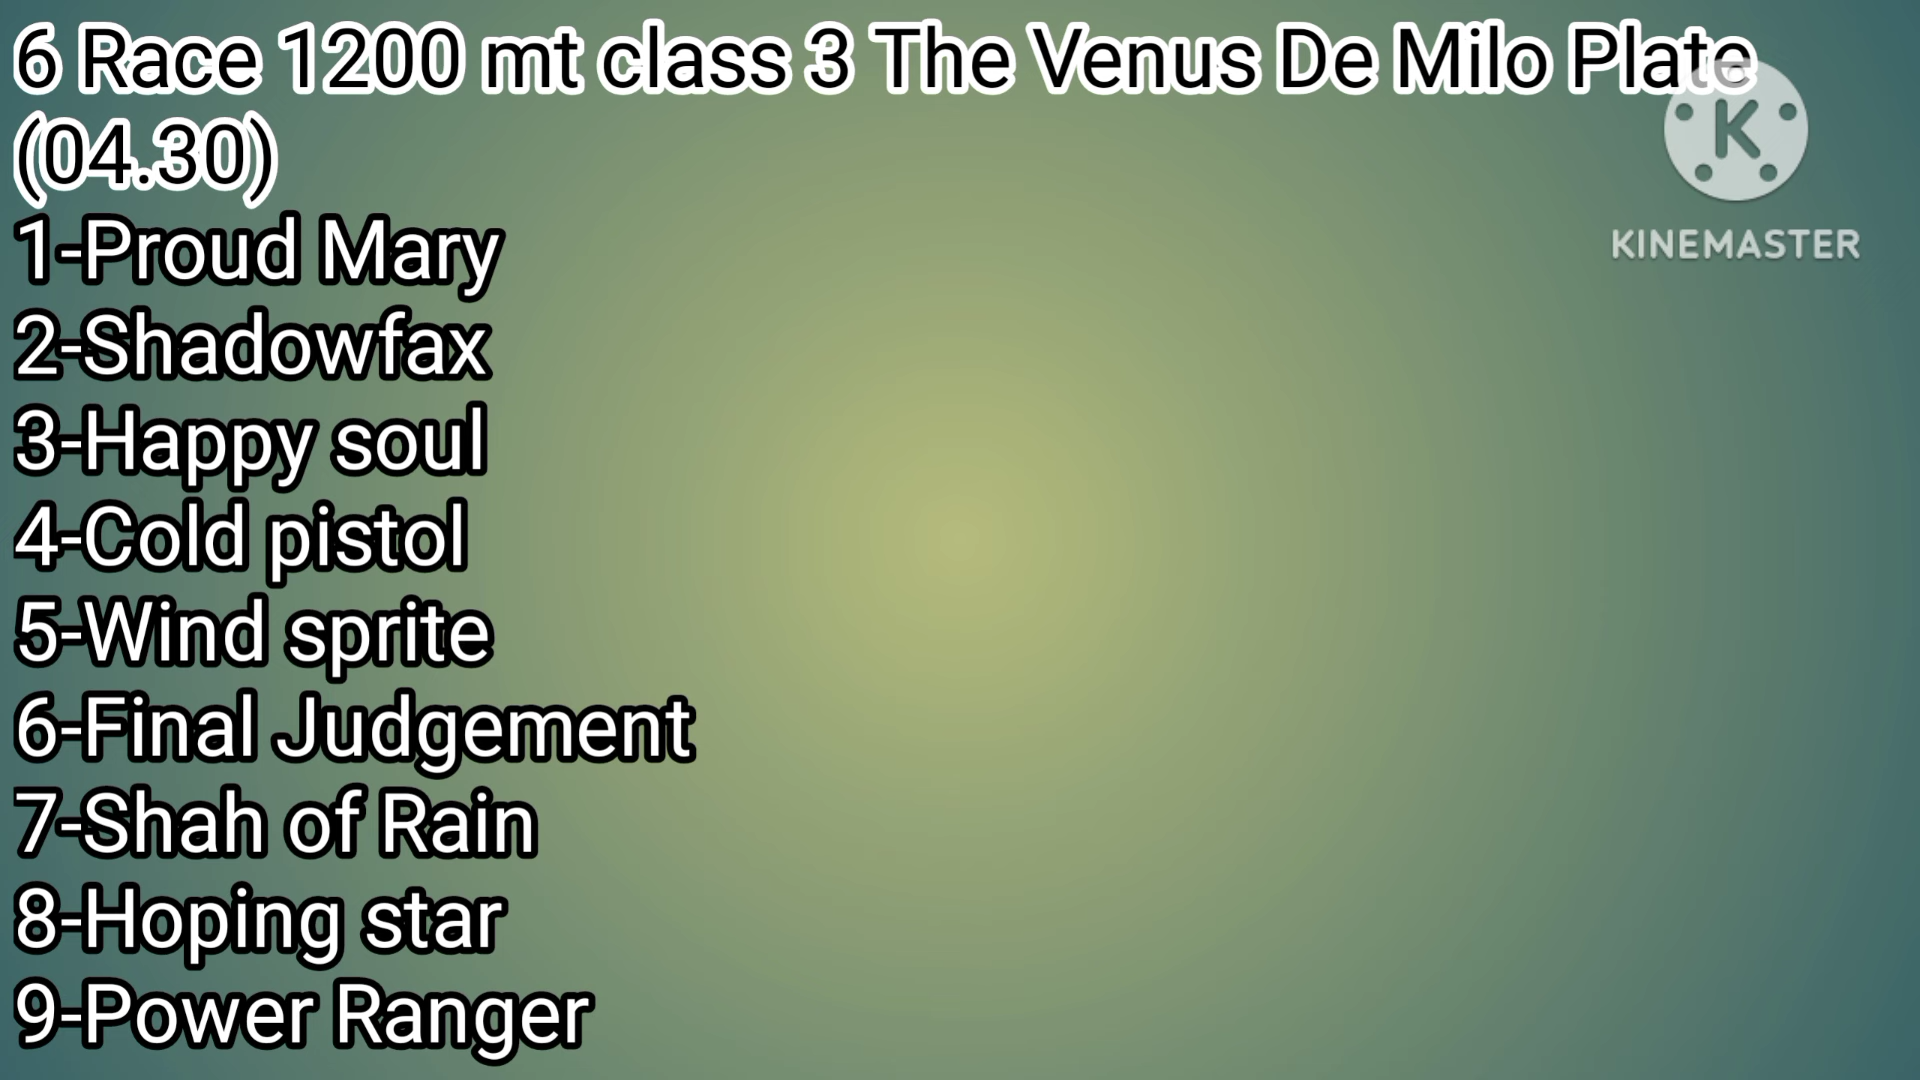 6 Race 1200 mt class 3 The Venus De Milo Plate
(04.30)
1-Proud Mary
2-Shadowfax
3-Happy soul
4-Cold pistol
5-Wind sprite
6-Final Judgement
7-Shah of Rain
8-Hoping star
9-Power Ranger
K
KINEMASTER